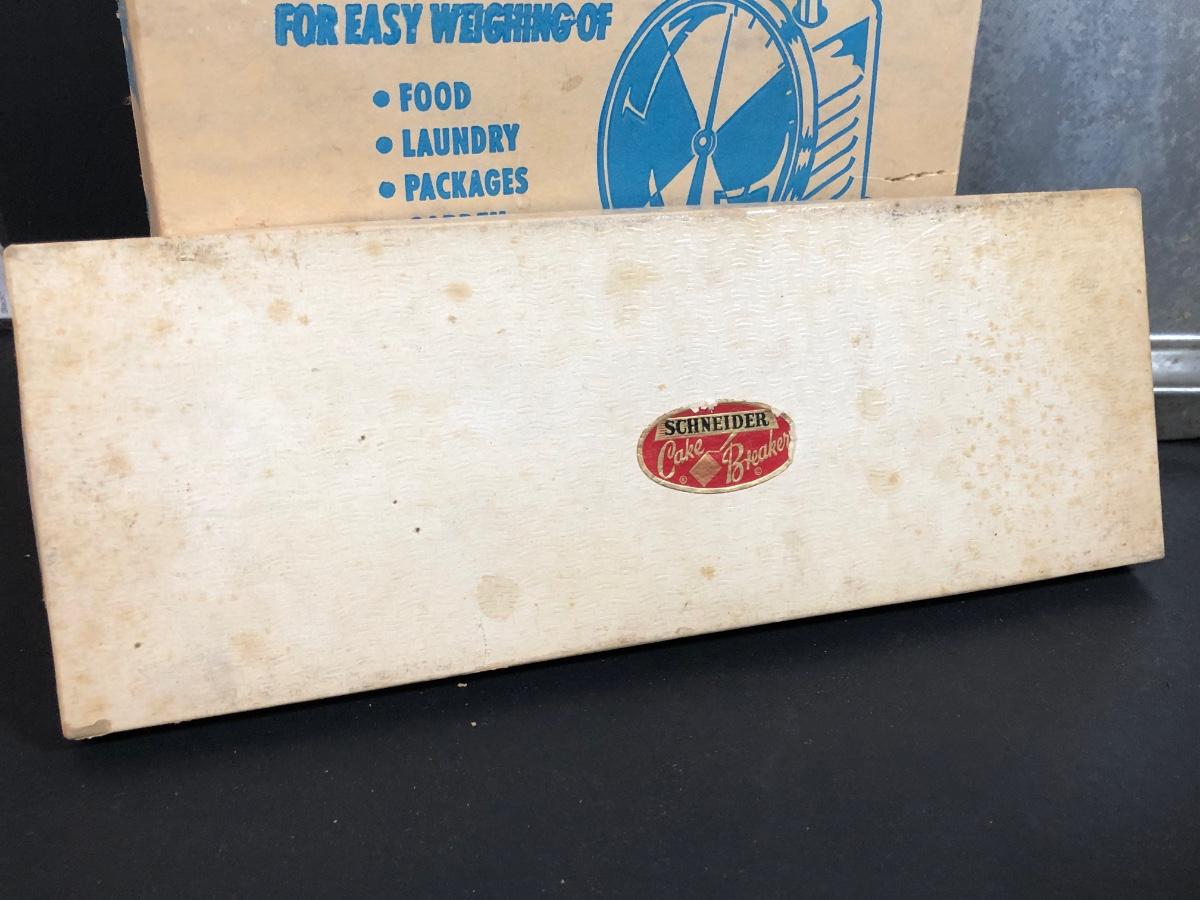 FOR EASY WEIGHING OF
• FOOD
• LAUNDRY
• PACKAGES
SCHNEIDER
Cake Breaker
® ©